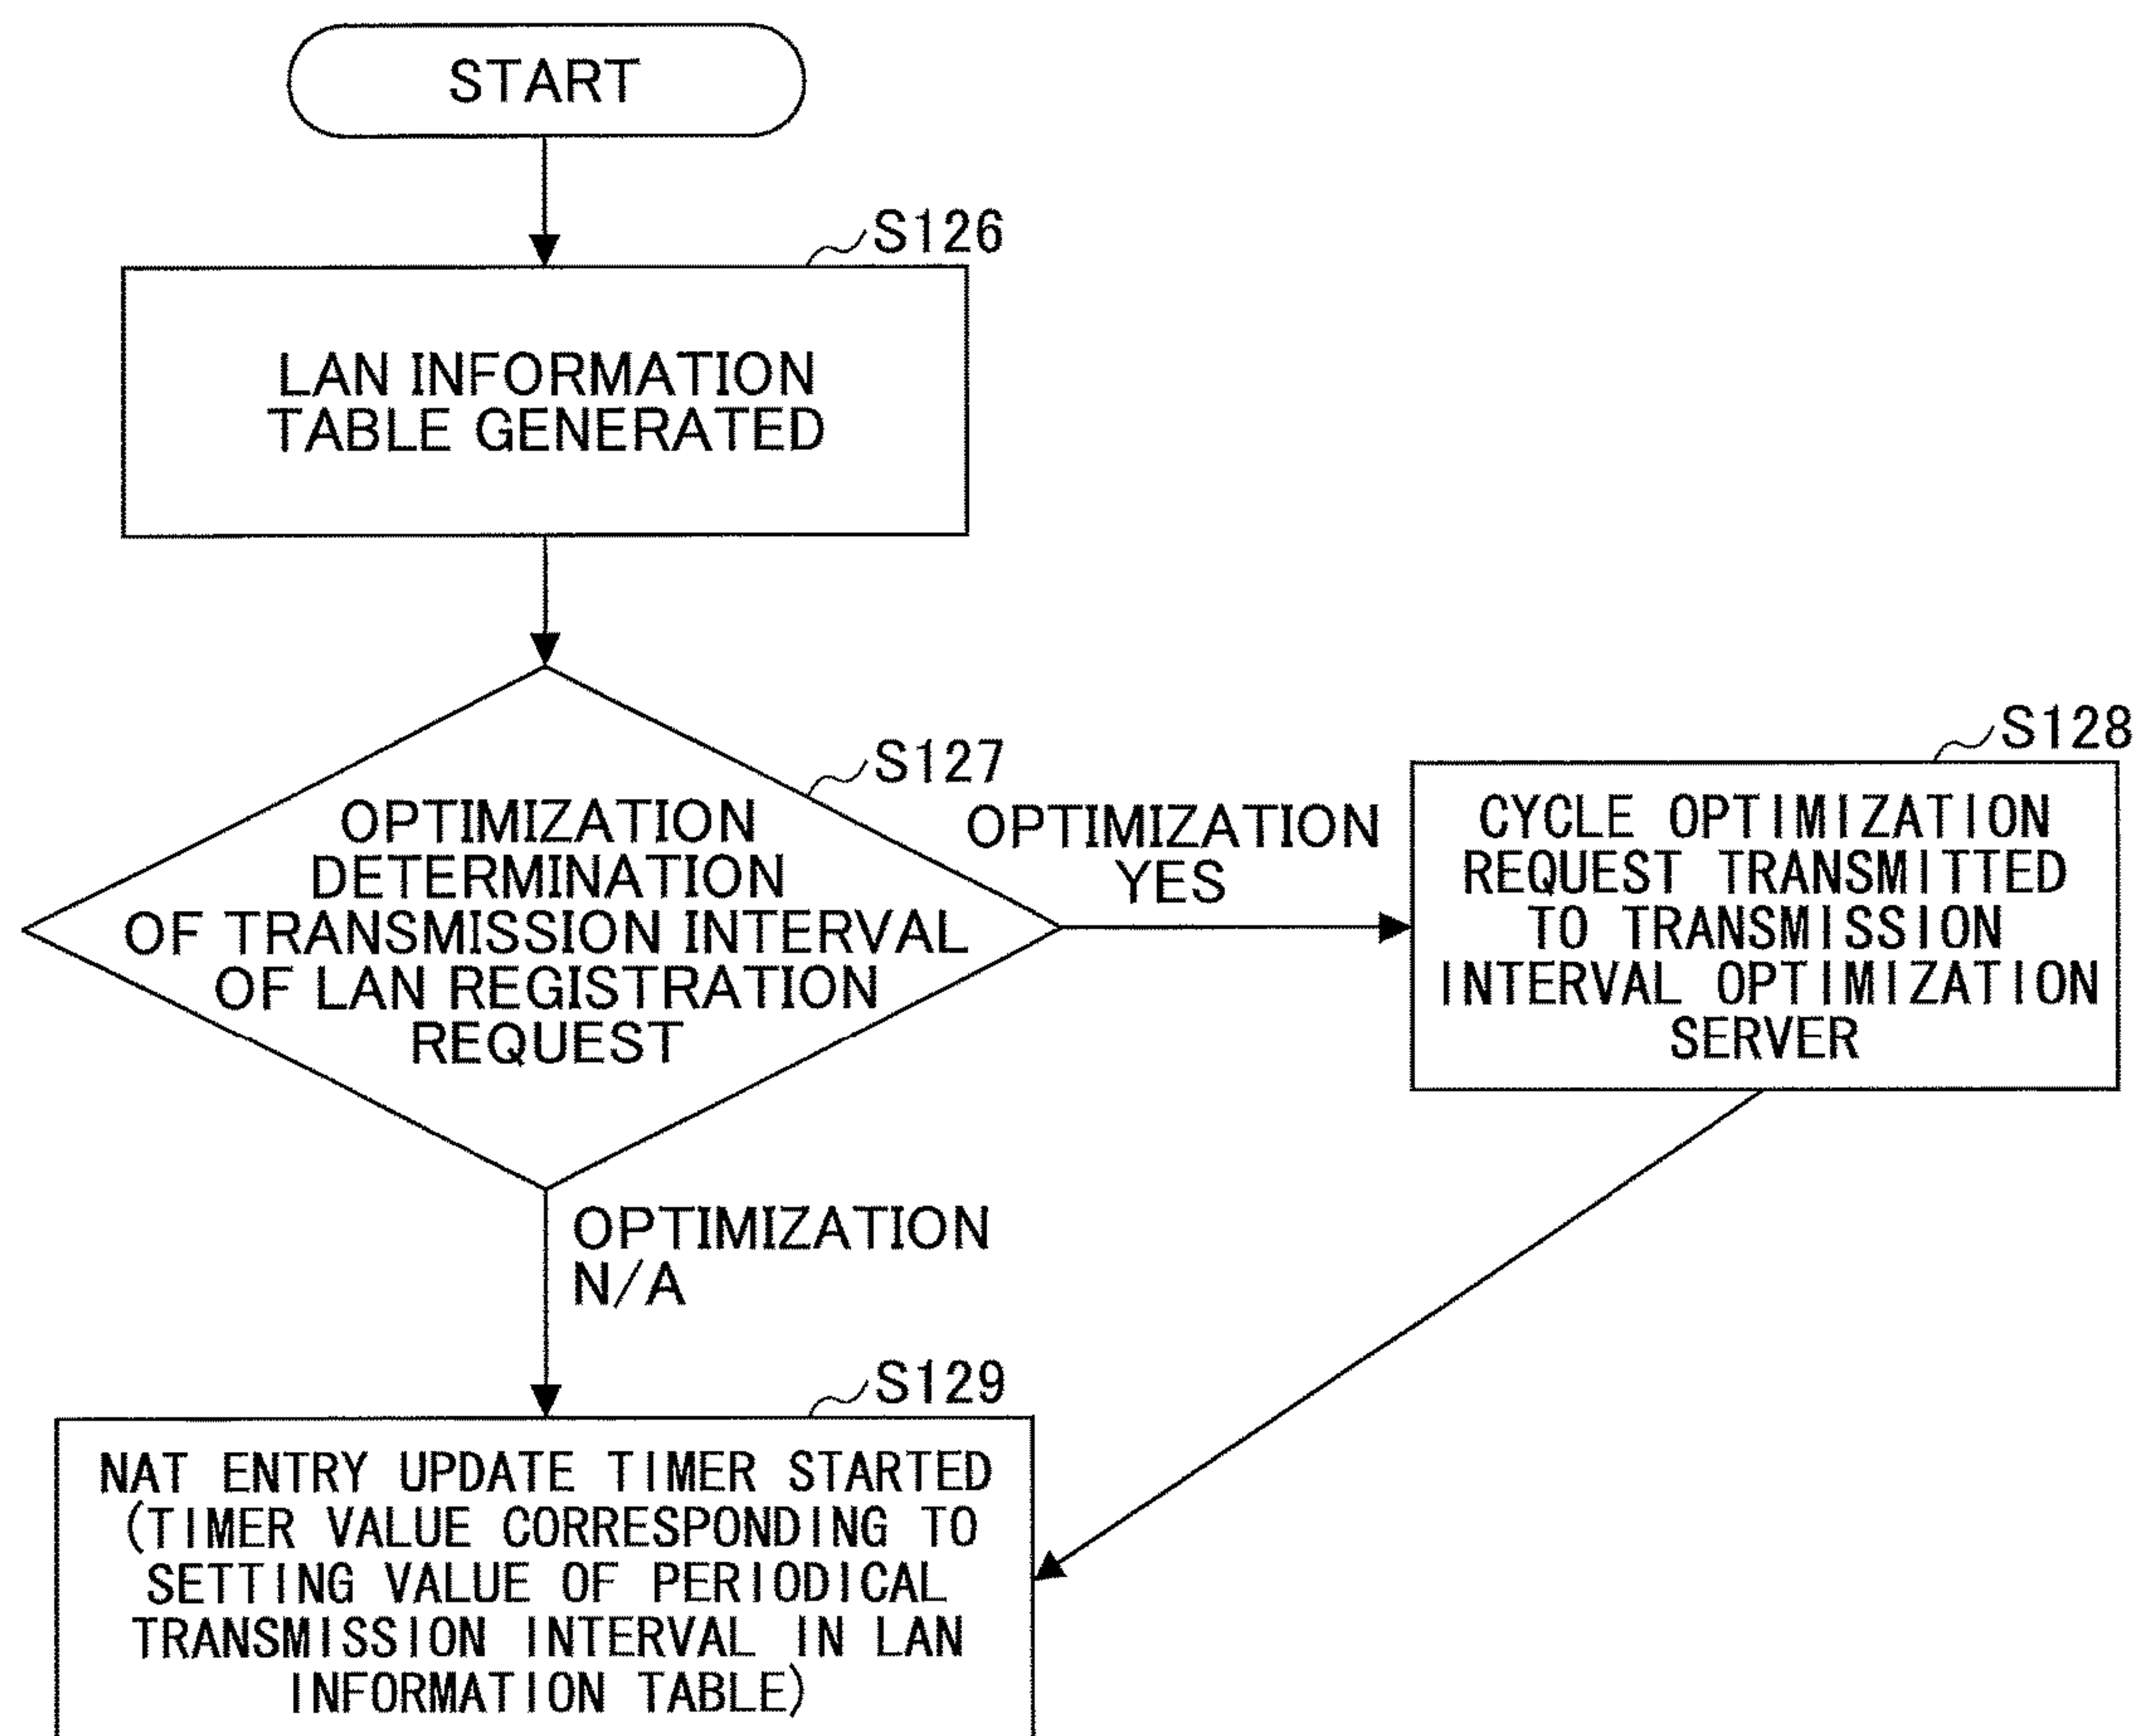 START
S126
LAN INFORMATION
TABLE GENERATED
S127
OPTIMIZATION
DETERMINATION
OF TRANSMISSION INTERVAL
OF LAN REGISTRATION
REQUEST
OPTIMIZATION
YES
S128
CYCLE OPTIMIZATION
REQUEST TRANSMITTED
TO TRANSMISSION
INTERVAL OPTIMIZATION
SERVER
OPTIMIZATION
N/A
S129
NAT ENTRY UPDATE TIMER STARTED
(TIMER VALUE CORRESPONDING TO
SETTING VALUE OF PERIODICAL
TRANSMISSION INTERVAL IN LAN
INFORMATION TABLE)